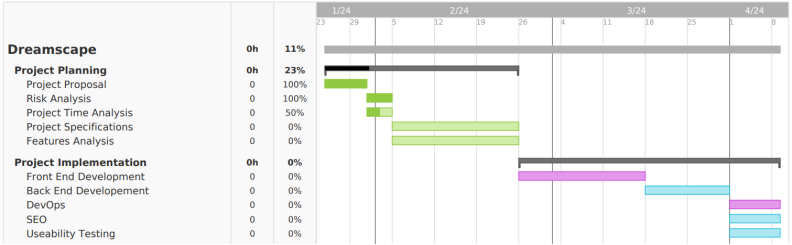 1/24 2/24 3/24 4/24
23 29 5 12 19 26 4 11 18 25 1 8
Dreamscape 0h 11%
Project Planning 0h 23%
Project Proposal 0 100%
Risk Analysis 0 100%
Project Time Analysis 0 50%
Project Specifications 0 0%
Features Analysis 0 0%
Project Implementation 0h 0%
Front End Development 0 0%
Back End Developement 0 0%
DevOps 0 0%
SEO 0 0%
Useability Testing 0 0%